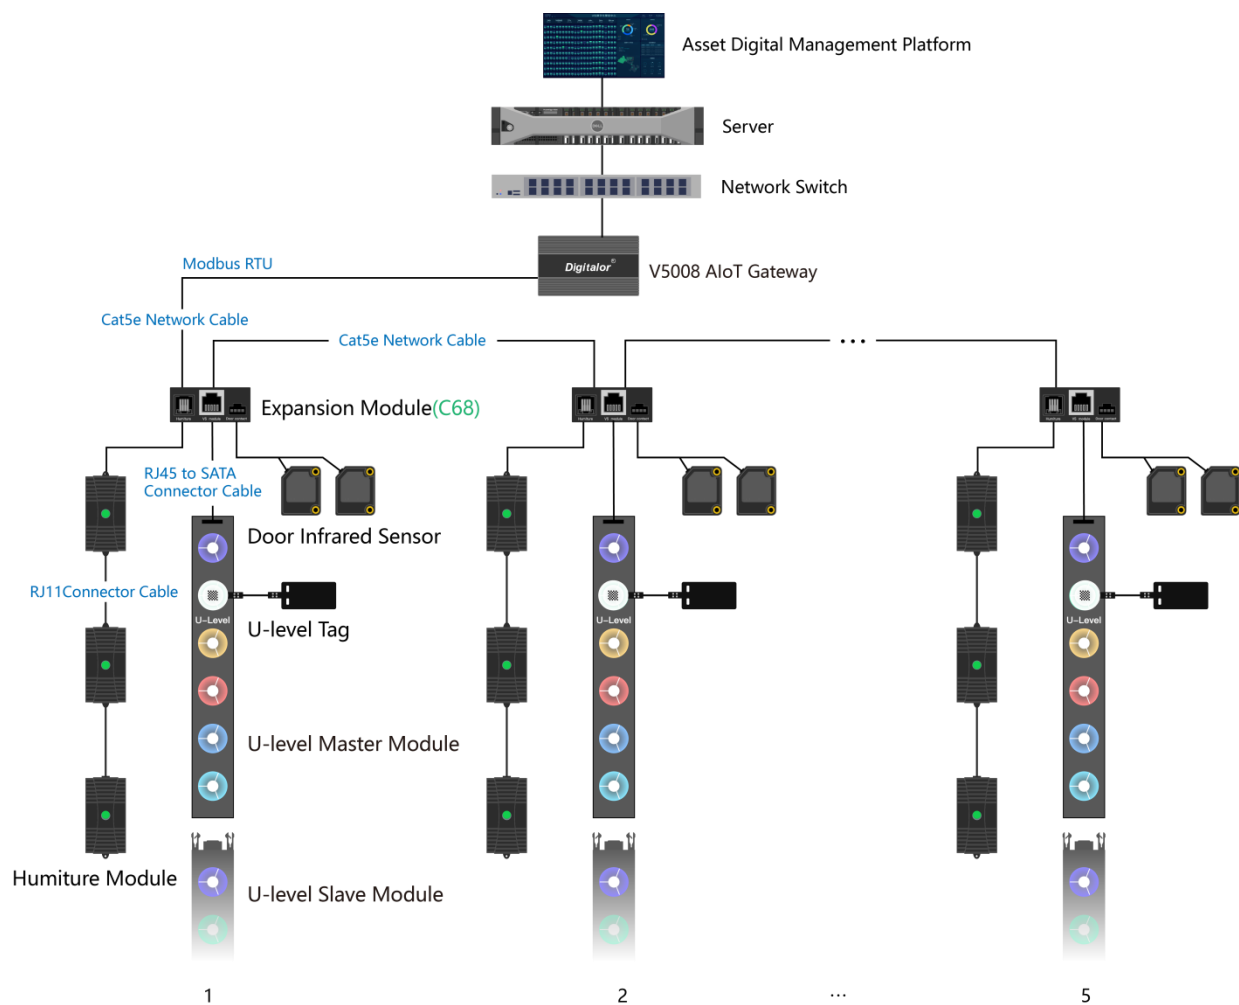 Asset Digital Management Platform
Server
Network Switch
Digitalor®
V5008 AIoT Gateway
Modbus RTU
Cat5e Network Cable
Cat5e Network Cable
...
Expansion Module(C68)
RJ45 to SATA
Connector Cable
Door Infrared Sensor
RJ11Connector Cable
U-Level
U-Level
U-Level
U-level Tag
U-level Master Module
Humiture Module
U-level Slave Module
1
2
...
5